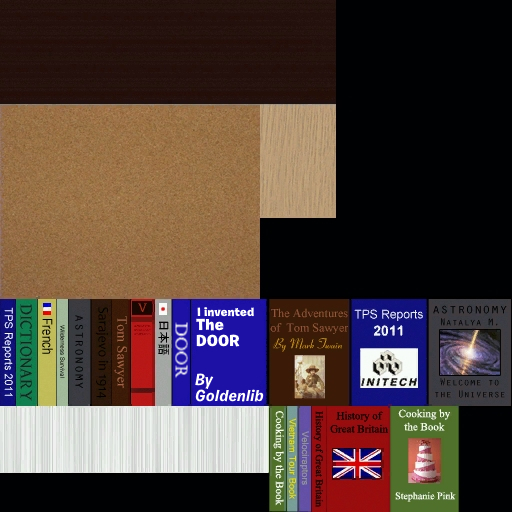 TPS Reports 2011
DICTIONARY
French
Wilderness Survival
ASTRONOMY
Sarajevo in 1914
Tom Sawyer
V
日本語
DOOR
I invented
The
DOOR
By
Goldenlib
The Adventures
of Tom Sawyer
By Mark Twain
TPS Reports
2011
INITECH
ASTRONOMY
NATALYA M.
WELCOME TO
THE UNIVERSE
Cooking by the Book
Vietnam Tour Book
Velociraptors
History of Great Britain
History of
Great Britain
Cooking by
the Book
Stephanie Pink